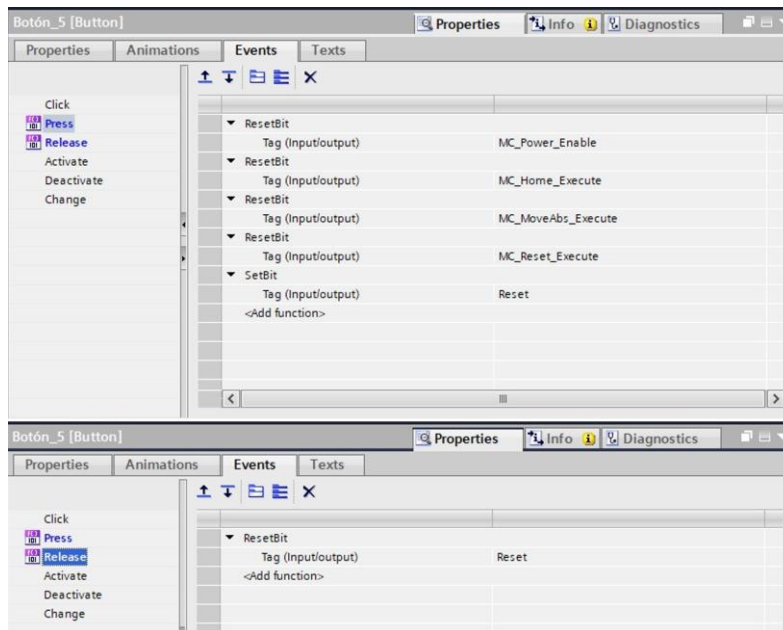 Botón_5 [Button]
Properties Info Diagnostics
Properties Animations Events Texts
Click
Press
Release
Activate
Deactivate
Change
ResetBit
Tag (Input/output) MC_Power_Enable
ResetBit
Tag (Input/output) MC_Home_Execute
ResetBit
Tag (Input/output) MC_MoveAbs_Execute
ResetBit
Tag (Input/output) MC_Reset_Execute
SetBit
Tag (Input/output) Reset
<Add function>
Botón_5 [Button]
Properties Info Diagnostics
Properties Animations Events Texts
Click
Press
Release
Activate
Deactivate
Change
ResetBit
Tag (Input/output) Reset
<Add function>